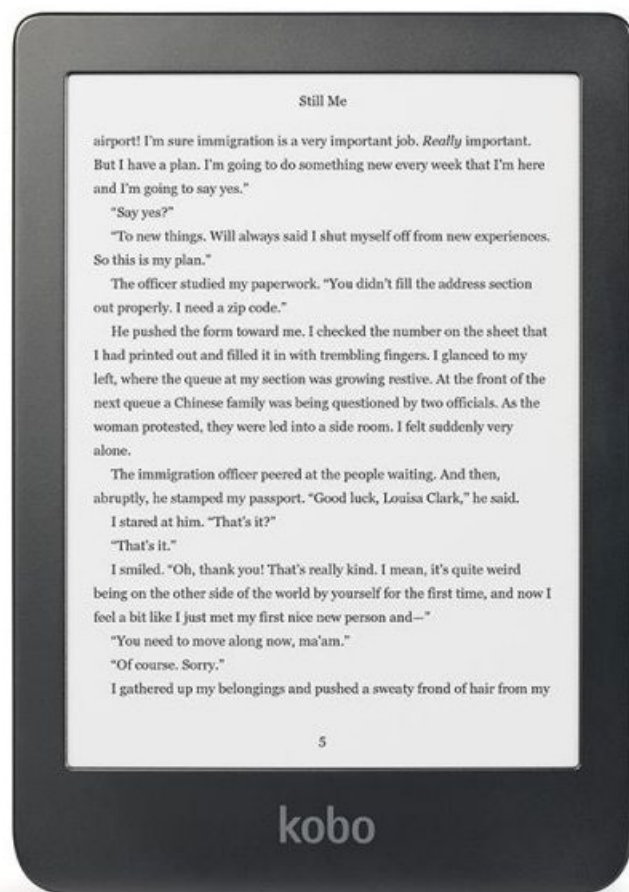 Still Me
airport! I'm sure immigration is a very important job. Really important.
But I have a plan. I'm going to do something new every week that I'm here
and I'm going to say yes."
"Say yes?"
"To new things. Will always said I shut myself off from new experiences.
So this is my plan."
The officer studied my paperwork. "You didn't fill the address section
out properly. I need a zip code."
He pushed the form toward me. I checked the number on the sheet that
I had printed out and filled it in with trembling fingers. I glanced to my
left, where the queue at my section was growing restive. At the front of the
next queue a Chinese family was being questioned by two officials. As the
woman protested, they were led into a side room. I felt suddenly very
alone.
The immigration officer peered at the people waiting. And then,
abruptly, he stamped my passport. "Good luck, Louisa Clark," he said.
I stared at him. "That's it?"
"That's it."
I smiled. "Oh, thank you! That's really kind. I mean, it's quite weird
being on the other side of the world by yourself for the first time, and now I
feel a bit like I just met my first nice new person and—"
"You need to move along now, ma'am."
"Of course. Sorry."
I gathered up my belongings and pushed a sweaty frond of hair from my
5
kobo